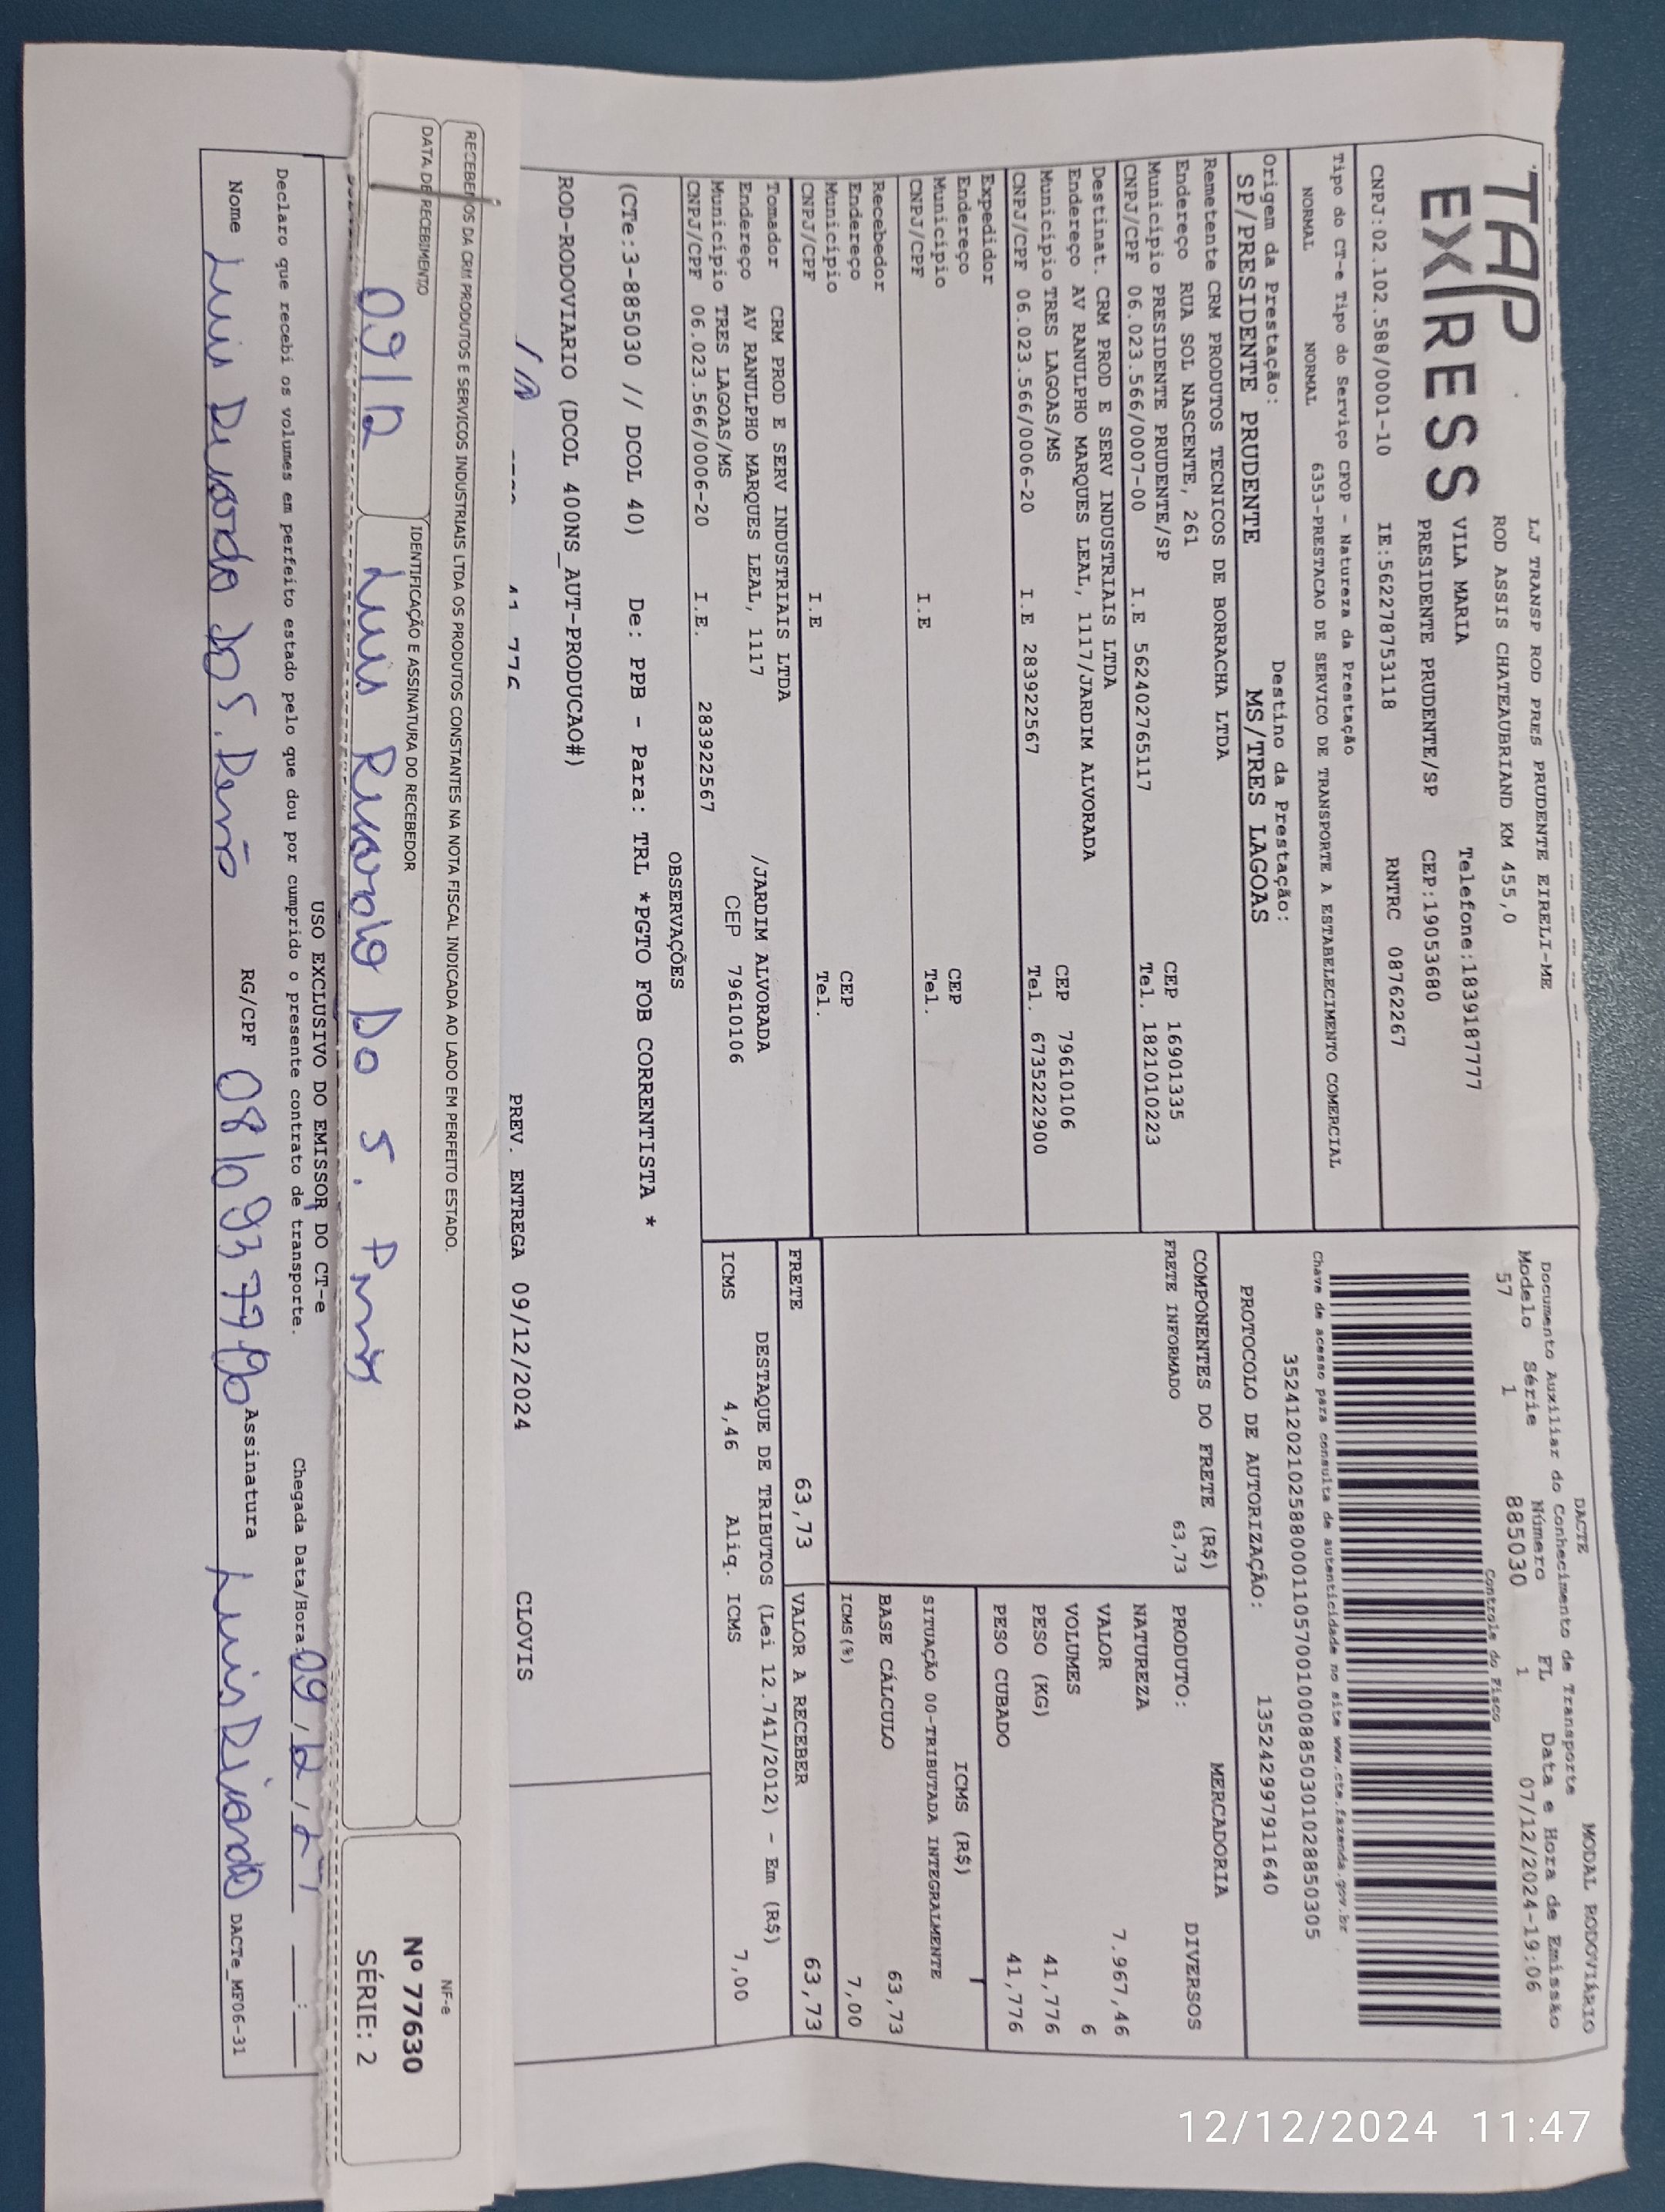 TAP
EXPRESS
LJ TRANSP ROD PRES PRUDENTE EIRELI-ME
ROD ASSIS CHATEAUBRIAND KM 455,0
VILA MARIA Telefone:1839187777
PRESIDENTE PRUDENTE/SP CEP:19053680
CNPJ:02.102.588/0001-10 IE:562278753118 RNTRC 08762267
DACTE MODAL RODOVIÁRIO
Documento Auxiliar do Conhecimento de Transporte
Modelo Série Número FL Data e Hora de Emissão
57 1 885030 1 07/12/2024-19:06
Controle do Fisco
Chave de acesso para consulta de autenticidade no site www.cte.fazenda.gov.br
35241202102588000110570010008850301028850305
PROTOCOLO DE AUTORIZAÇÃO: 135242997911640
Tipo do CT-e Tipo do Serviço CFOP - Natureza da Prestação
NORMAL NORMAL 6353-PRESTACAO DE SERVICO DE TRANSPORTE A ESTABELECIMENTO COMERCIAL
Origem da Prestação: Destino da Prestação:
SP/PRESIDENTE PRUDENTE MS/TRES LAGOAS
Remetente CRM PRODUTOS TECNICOS DE BORRACHA LTDA
Endereço RUA SOL NASCENTE, 261 CEP 16901335
Municipio PRESIDENTE PRUDENTE/SP Tel. 1821010223
CNPJ/CPF 06.023.566/0007-00 I.E 562402765117
Destinat. CRM PROD E SERV INDUSTRIAIS LTDA
Endereço AV RANULPHO MARQUES LEAL, 1117/JARDIM ALVORADA
Municipio TRES LAGOAS/MS CEP 79610106
CNPJ/CPF 06.023.566/0006-20 I.E 283922567 Tel. 6735222900
Expedidor
Endereço
Municipio CEP
CNPJ/CPF I.E Tel.
Recebedor
Endereço
Municipio CEP
CNPJ/CPF I.E Tel.
Tomador CRM PROD E SERV INDUSTRIAIS LTDA
Endereço AV RANULPHO MARQUES LEAL, 1117 /JARDIM ALVORADA
Municipio TRES LAGOAS/MS CEP 79610106
CNPJ/CPF 06.023.566/0006-20 I.E. 283922567
COMPONENTES DO FRETE (R$)
FRETE INFORMADO 63,73
MERCADORIA
PRODUTO: DIVERSOS
NATUREZA
VALOR 7.967,46
VOLUMES 6
PESO (KG) 41,776
PESO CUBADO 41,776
ICMS (R$)
SITUAÇÃO 00-TRIBUTADA INTEGRALMENTE
BASE CÁLCULO 63,73
ICMS(%) 7,00
FRETE 63,73 VALOR A RECEBER 63,73
DESTAQUE DE TRIBUTOS (Lei 12.741/2012) - Em (R$)
ICMS 4,46 Aliq. ICMS 7,00
OBSERVAÇÕES
(CTe:3-885030 // DCOL 40) De: PPB - Para: TRL *PGTO FOB CORRENTISTA *
ROD-RODOVIARIO (DCOL 400NS_AUT-PRODUCAO#)
PREV. ENTREGA 09/12/2024 CLOVIS
RECEBEMOS DA CRM PRODUTOS E SERVICOS INDUSTRIAIS LTDA OS PRODUTOS CONSTANTES NA NOTA FISCAL INDICADA AO LADO EM PERFEITO ESTADO.
DATA DE RECEBIMENTO IDENTIFICAÇÃO E ASSINATURA DO RECEBEDOR
09/12 Luis Ricardo Do S.
NF-e
Nº 77630
SÉRIE: 2
USO EXCLUSIVO DO EMISSOR DO CT-e
Declaro que recebi os volumes em perfeito estado pelo que dou por cumprido o presente contrato de transporte. Chegada Data/Hora: 09/12/
Nome Luis Ricardo do S. RG/CPF Assinatura Luis Ricardo DACTe_MF06-31
12/12/2024 11:47